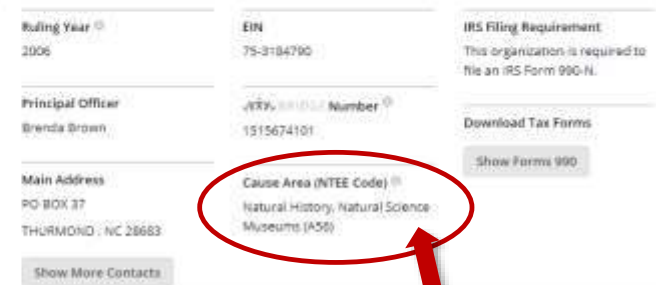 Ruling Year
2006
EIN
75-3184790
IRS Filing Requirement
This organization is required to
file an IRS Form 990-N.
Principal Officer
Brenda Brown
Number
1515674101
Download Tax Forms
Show Forms 990
Main Address
PO BOX 37
THURMOND , NC 28683
Show More Contacts
Cause Area (NTEE Code)
Natural History, Natural Science
Museums (A56)